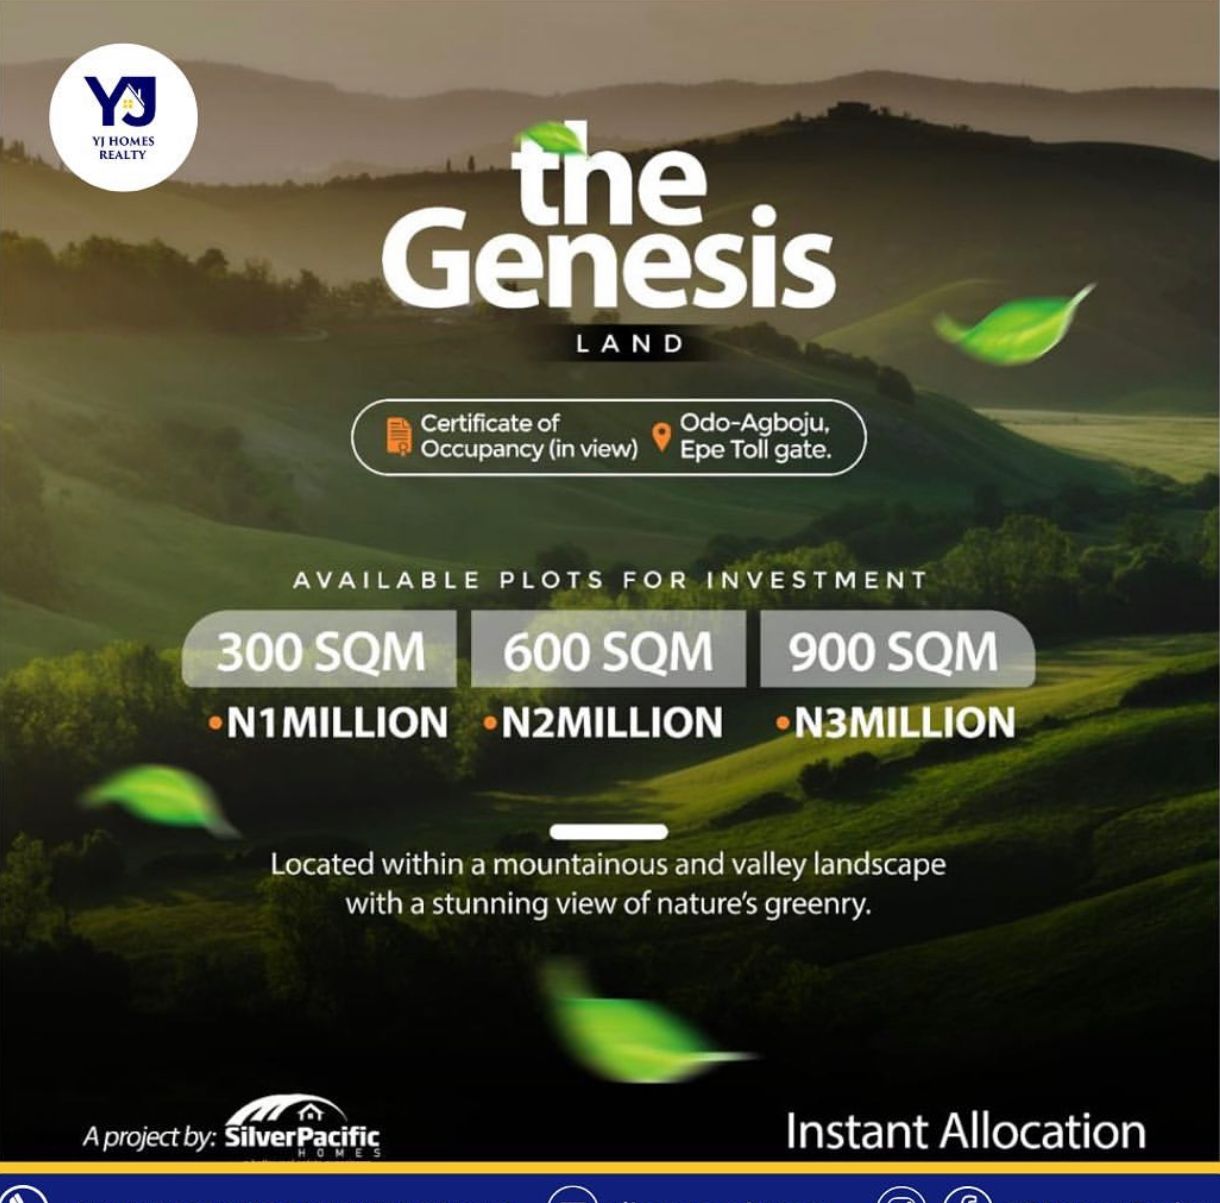 YJ
YJ HOMES
REALTY
the
Genesis
LAND
Certificate of
Occupancy (in view)
Odo-Agboju,
Epe Toll gate.
AVAILABLE PLOTS FOR INVESTMENT
300 SQM
600 SQM
900 SQM
•N1MILLION
•N2MILLION
•N3MILLION
Located within a mountainous and valley landscape
with a stunning view of nature's greenry.
A project by: SilverPacific
HOMES
Instant Allocation